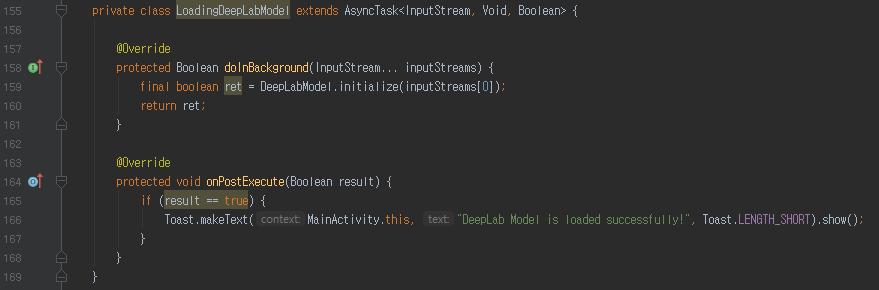 155 private class LoadingDeepLabModel extends AsyncTask<InputStream, Void, Boolean> {
156
157 @Override
158 protected Boolean doInBackground(InputStream... inputStreams) {
159 final boolean ret = DeepLabModel.initialize(inputStreams[0]);
160 return ret;
161 }
162
163 @Override
164 protected void onPostExecute(Boolean result) {
165 if (result == true) {
166 Toast.makeText( context: MainActivity.this, text: "DeepLab Model is loaded successfully!", Toast.LENGTH_SHORT).show();
167 }
168 }
169 }